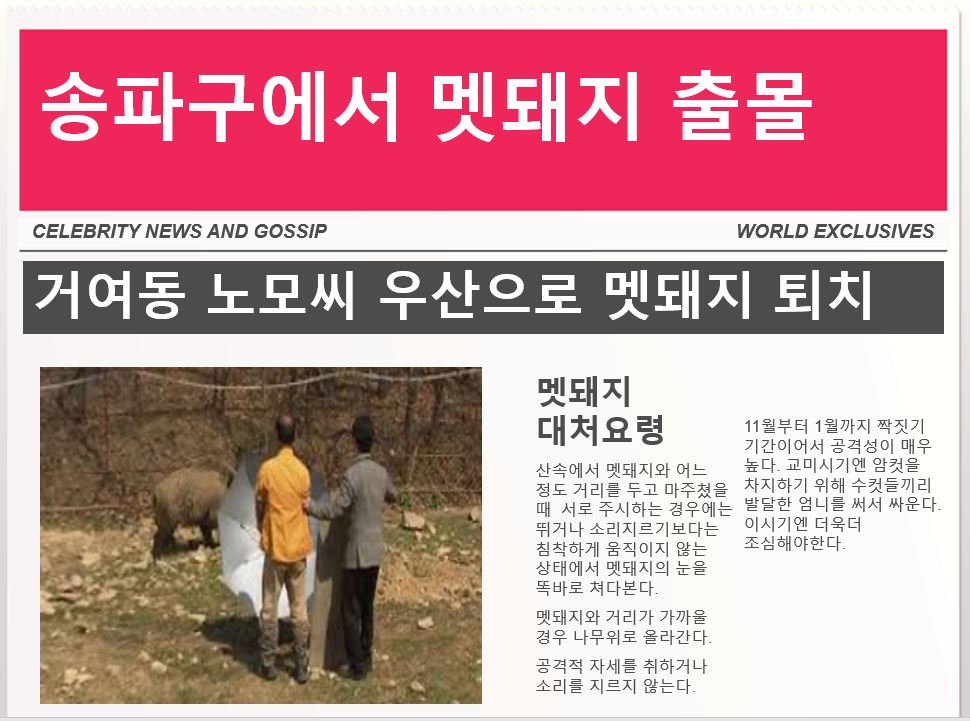 송파구에서 멧돼지 출몰
CELEBRITY NEWS AND GOSSIP
WORLD EXCLUSIVES
거여동 노모씨 우산으로 멧돼지 퇴치
멧돼지
대처요령
산속에서 멧돼지와 어느
정도 거리를 두고 마주쳤을
때 서로 주시하는 경우에는
뛰거나 소리지르기보다는
침착하게 움직이지 않는
상태에서 멧돼지의 눈을
똑바로 쳐다본다.
멧돼지와 거리가 가까울
경우 나무위로 올라간다.
공격적 자세를 취하거나
소리를 지르지 않는다.
11월부터 1월까지 짝짓기
기간이어서 공격성이 매우
높다. 교미시기엔 암컷을
차지하기 위해 수컷들끼리
발달한 엄니를 써서 싸운다.
이시기엔 더욱더
조심해야한다.